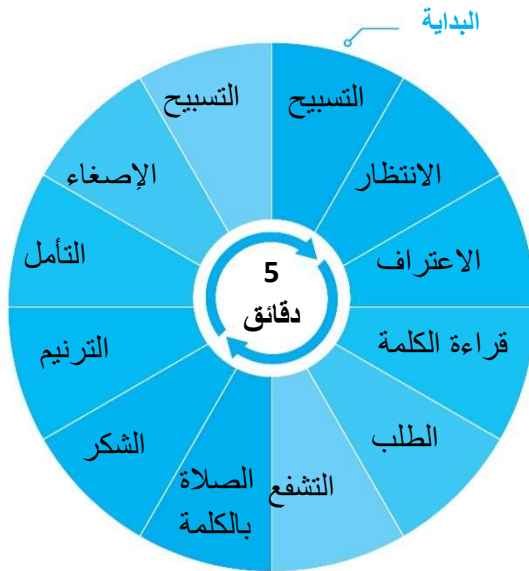 البداية
التسبيح
الانتظار
الاعتراف
قراءة الكلمة
الطلب
التشفع
الصلاة
بالكلمة
الشكر
الترنيم
التأمل
الإصغاء
التسبيح
5
دقائق